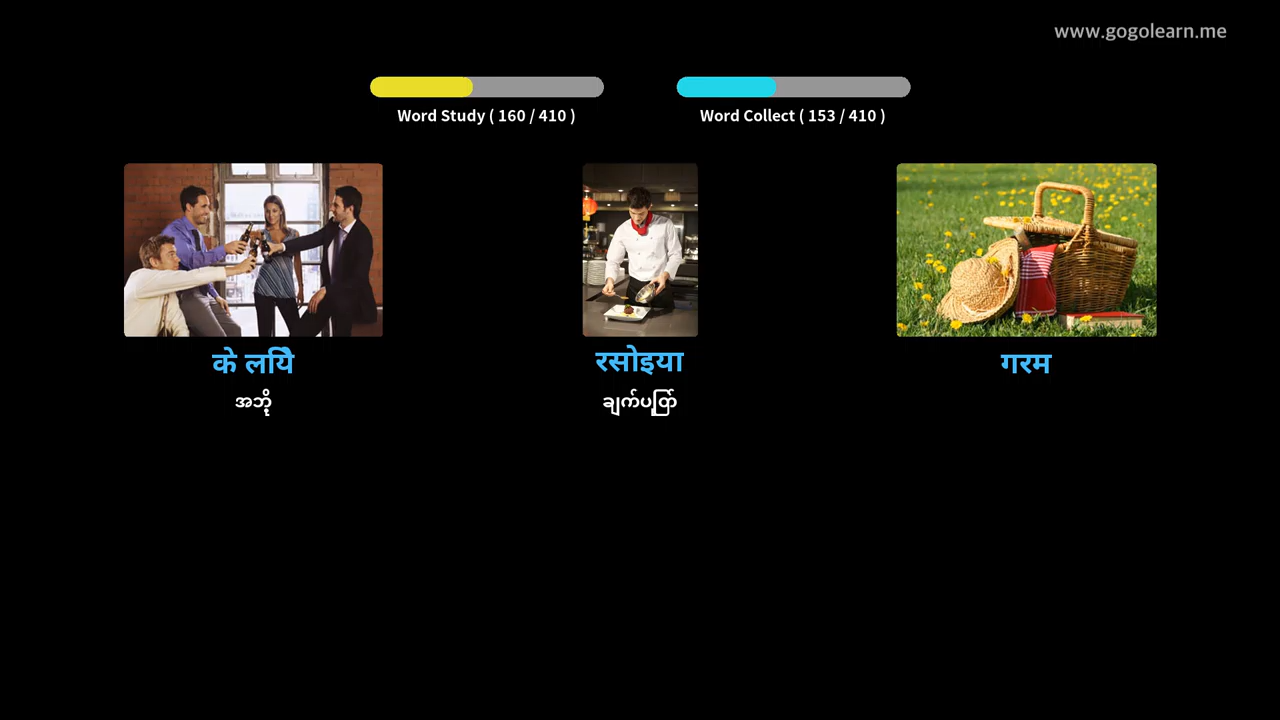 www.gogolearn.me
Word Study ( 160 / 410 )
Word Collect ( 153 / 410 )
के लिये
रसोइया
गरम
အဘို့
ချက်ပြုတ်